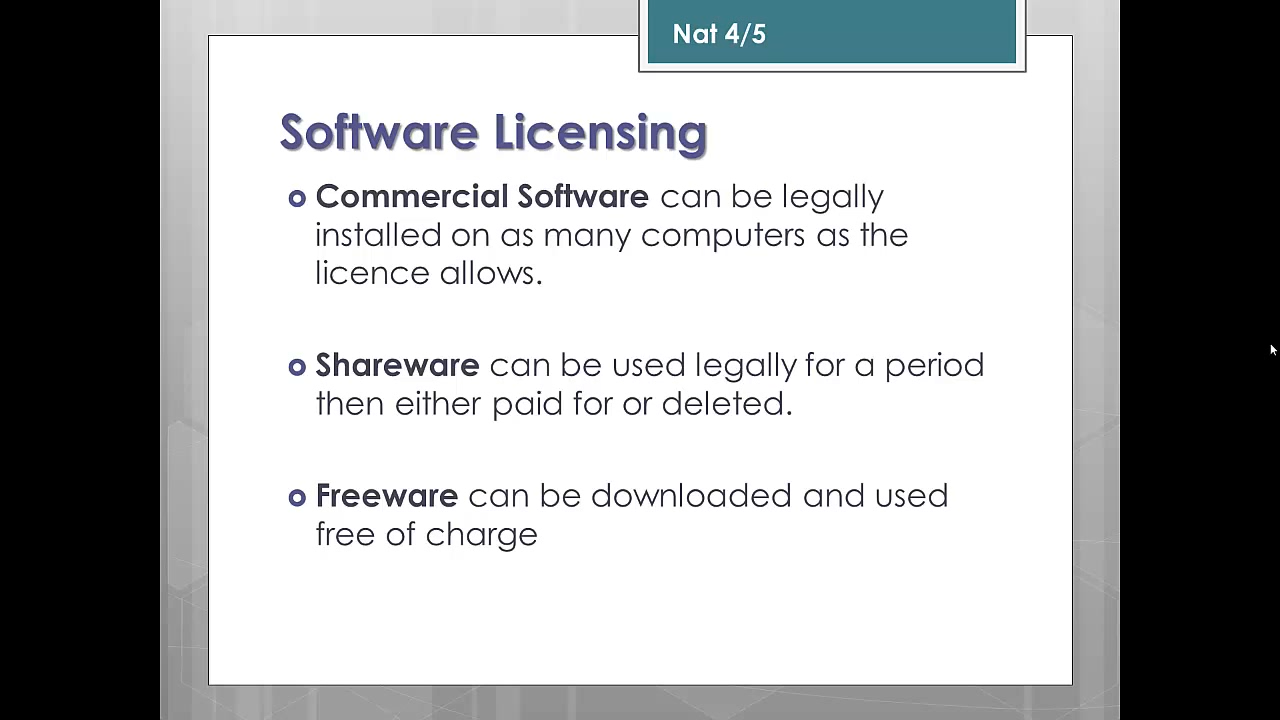 Nat 4/5
Software Licensing
Commercial Software can be legally
installed on as many computers as the
licence allows.
Shareware can be used legally for a period
then either paid for or deleted.
Freeware can be downloaded and used
free of charge